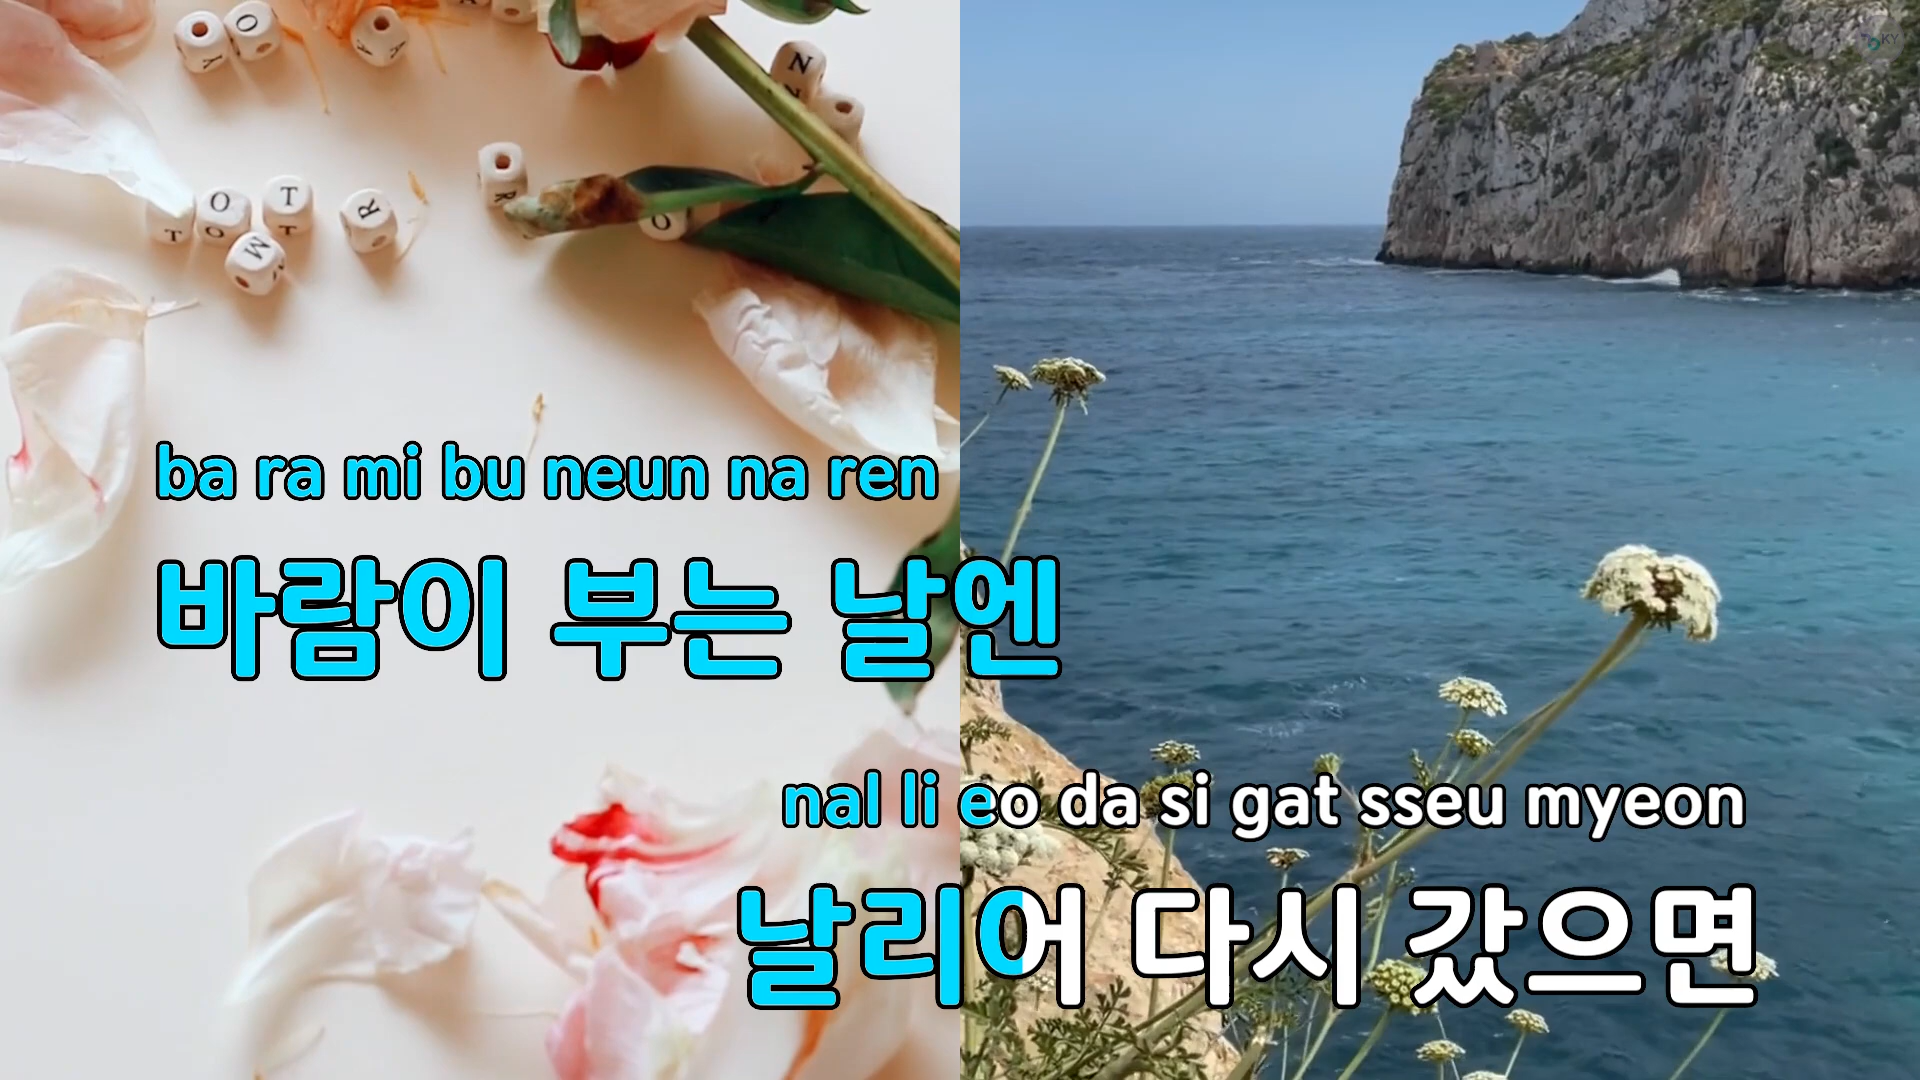 ba ra mi bu neun na ren
바람이 부는 날엔
nal li eo da si gat sseu myeon
날리어 다시 갔으면